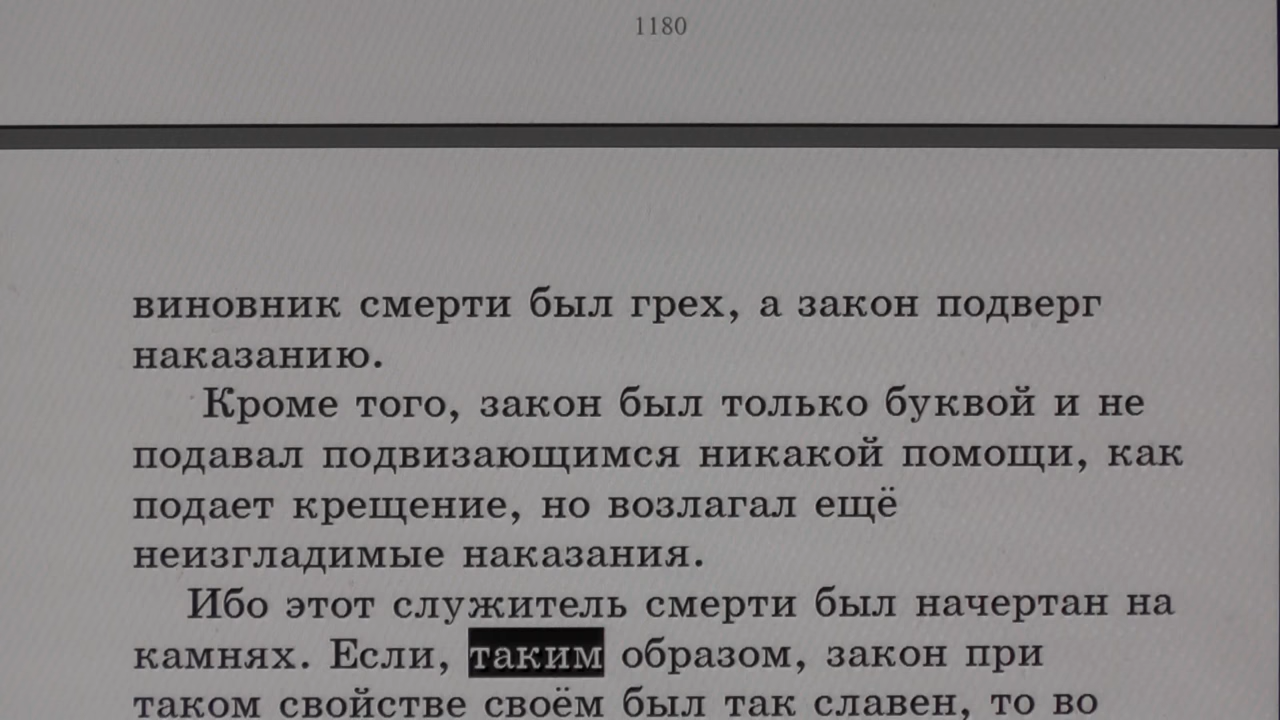 1180
виновник смерти был грех, а закон подверг
наказанию.
Кроме того, закон был только буквой и не
подавал подвизающимся никакой помощи, как
подает крещение, но возлагал ещё
неизгладимые наказания.
Ибо этот служитель смерти был начертан на
камнях. Если, таким образом, закон при
таком свойстве своём был так славен, то во